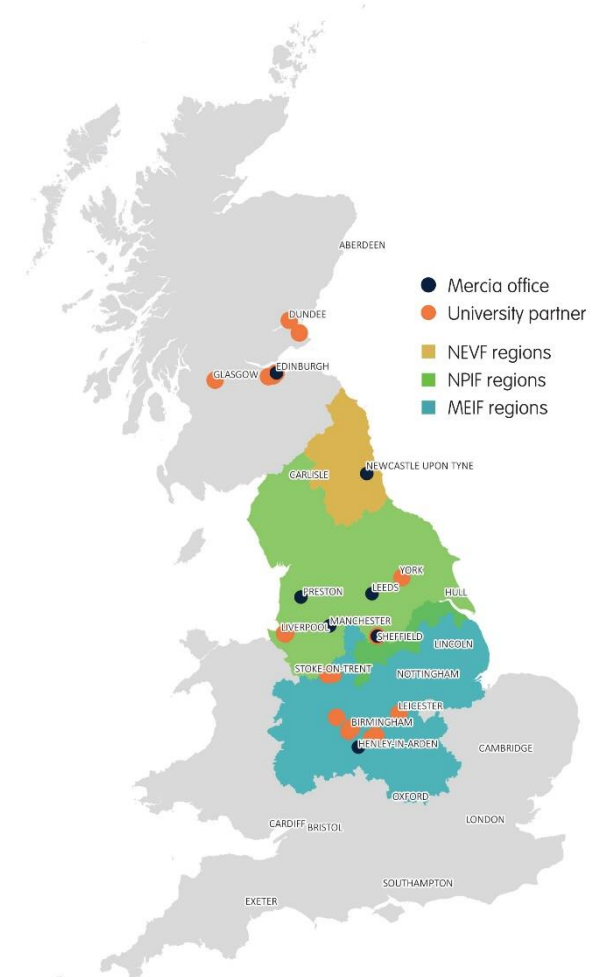 ABERDEEN
Mercia office
University partner
NEVF regions
NPIF regions
MEIF regions
DUNDEE
EDINBURGH
GLASGOW
NEWCASTLE UPON TYNE
CARLISLE
YORK
LEEDS
PRESTON
HULL
MANCHESTER
LIVERPOOL
SHEFFIELD
LINCOLN
STOKE-ON-TRENT
NOTTINGHAM
LEICESTER
BIRMINGHAM
HENLEY-IN-ARDEN
CAMBRIDGE
OXFORD
LONDON
CARDIFF
BRISTOL
SOUTHAMPTON
EXETER